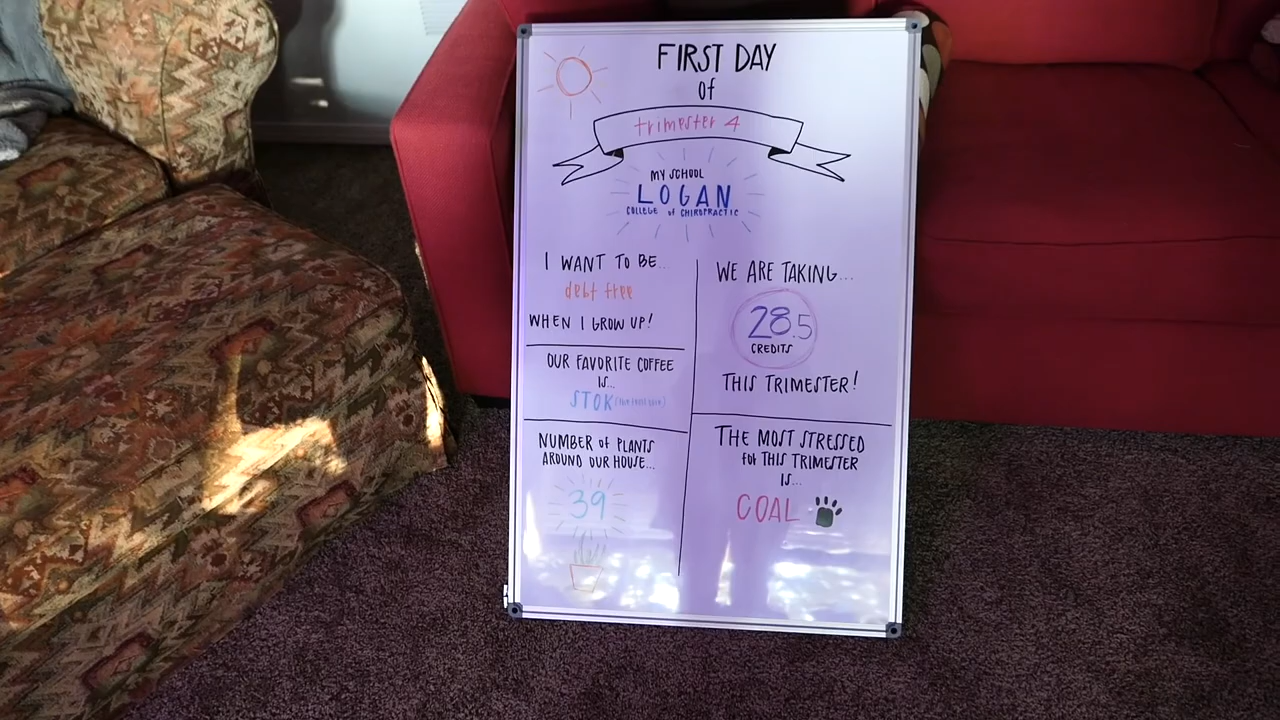 FIRST DAY
of
trimester 4
MY SCHOOL
LOGAN
COLLEGE of CHIROPRACTIC
I WANT TO BE..
debt free
WHEN I GROW UP!
OUR FAVORITE COFFEE
IS...
STOK
NUMBER of PLANTS
AROUND OUR HOUSE...
39
WE ARE TAKING...
28.5
CREDITS
THIS TRIMESTER!
THE MOST STRESSED
for THIS TRIMESTER
IS...
COAL